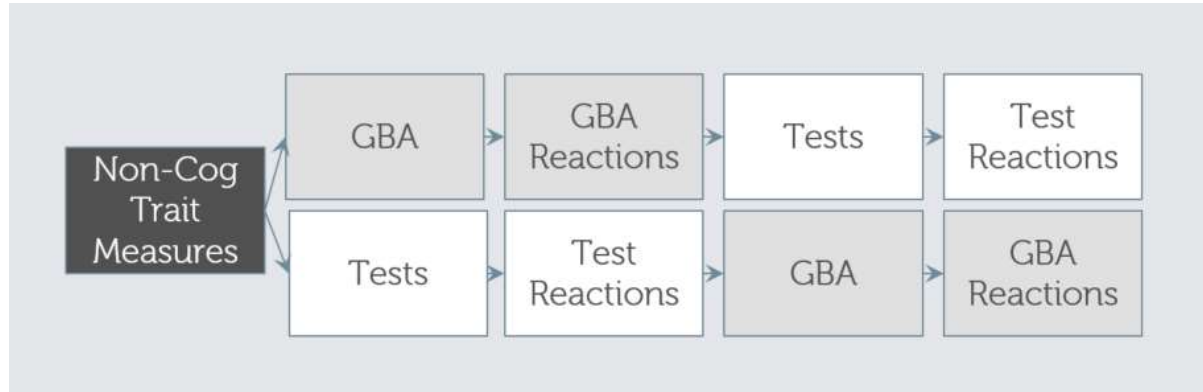 Non-Cog
Trait
Measures
GBA
GBA
Reactions
Tests
Test
Reactions
Tests
Test
Reactions
GBA
GBA
Reactions